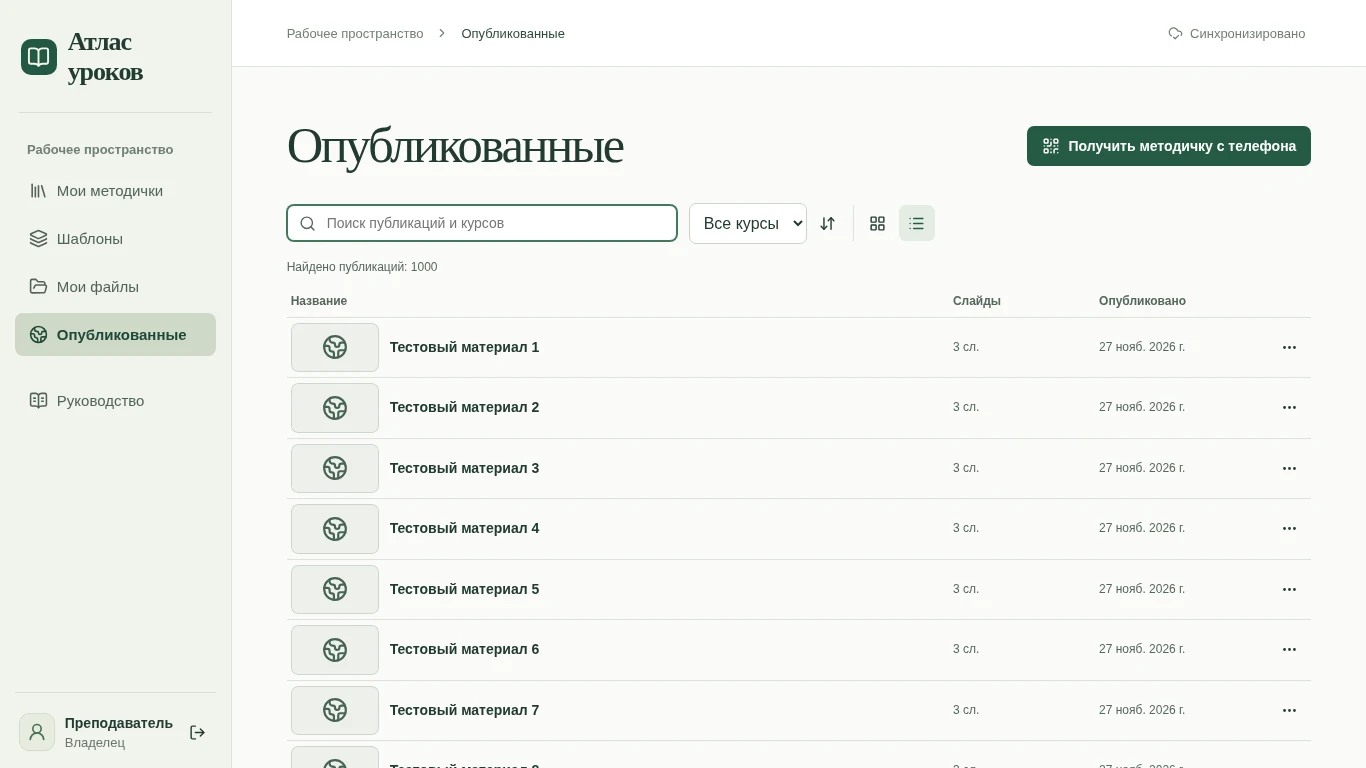 Атлас
уроков
Рабочее пространство
Мои методички
Шаблоны
Мои файлы
Опубликованные
Руководство
Преподаватель
Владелец
Рабочее пространство > Опубликованные
Синхронизировано
Опубликованные
Получить методичку с телефона
Поиск публикаций и курсов
Все курсы
Найдено публикаций: 1000
Название Слайды Опубликовано
Тестовый материал 1 3 сл. 27 нояб. 2026 г.
Тестовый материал 2 3 сл. 27 нояб. 2026 г.
Тестовый материал 3 3 сл. 27 нояб. 2026 г.
Тестовый материал 4 3 сл. 27 нояб. 2026 г.
Тестовый материал 5 3 сл. 27 нояб. 2026 г.
Тестовый материал 6 3 сл. 27 нояб. 2026 г.
Тестовый материал 7 3 сл. 27 нояб. 2026 г.